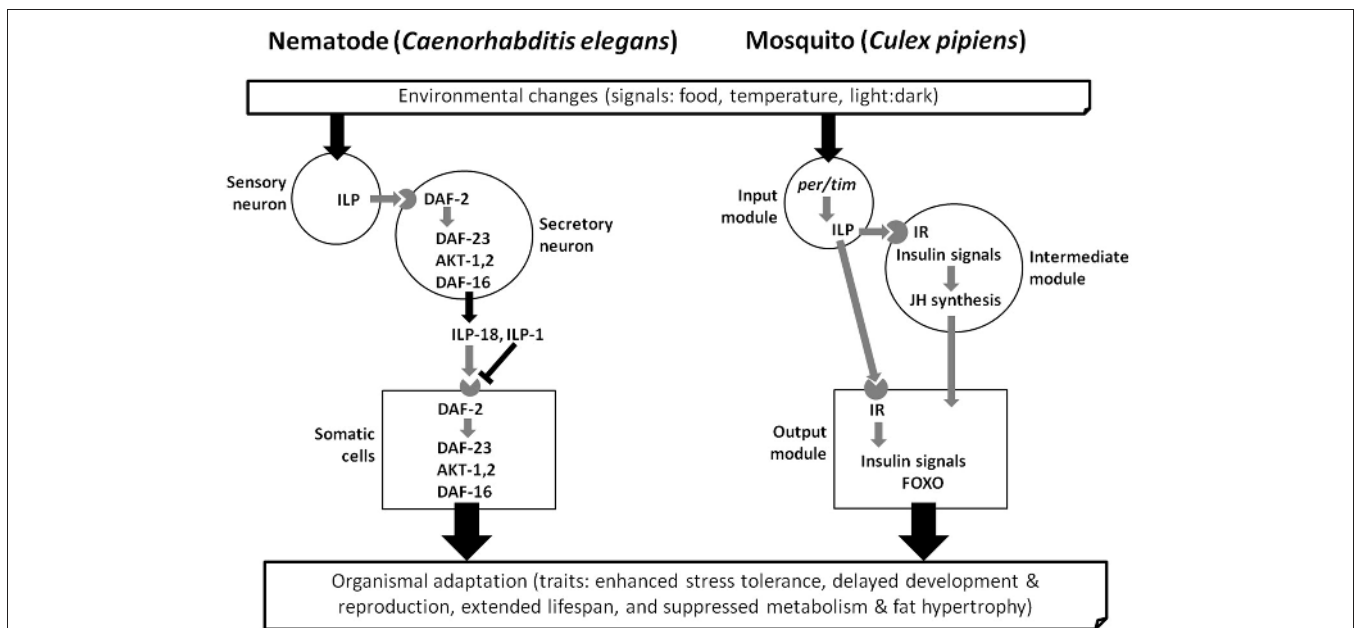 Nematode (Caenorhabditis elegans)
Mosquito (Culex pipiens)
Environmental changes (signals: food, temperature, light:dark)
Sensory
neuron
ILP
DAF-2
DAF-23
AKT-1,2
DAF-16
Secretory
neuron
ILP-18, ILP-1
Somatic
cells
DAF-2
DAF-23
AKT-1,2
DAF-16
Input
module
per/tim
ILP
IR
Insulin signals
JH synthesis
Intermediate
module
Output
module
IR
Insulin signals
FOXO
Organismal adaptation (traits: enhanced stress tolerance, delayed development &
reproduction, extended lifespan, and suppressed metabolism & fat hypertrophy)